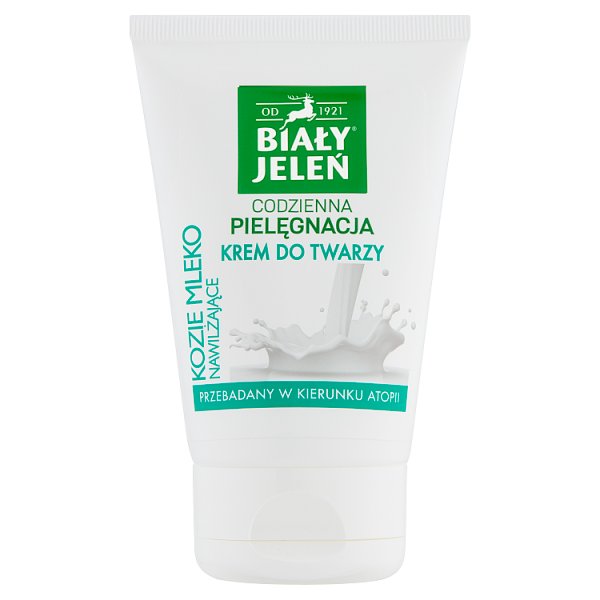 OD 1921
BIAŁY®
JELEŃ
CODZIENNA
PIELĘGNACJA
KREM DO TWARZY
KOZIE MLEKO
NAWILŻAJĄCE
PRZEBADANY W KIERUNKU ATOPII